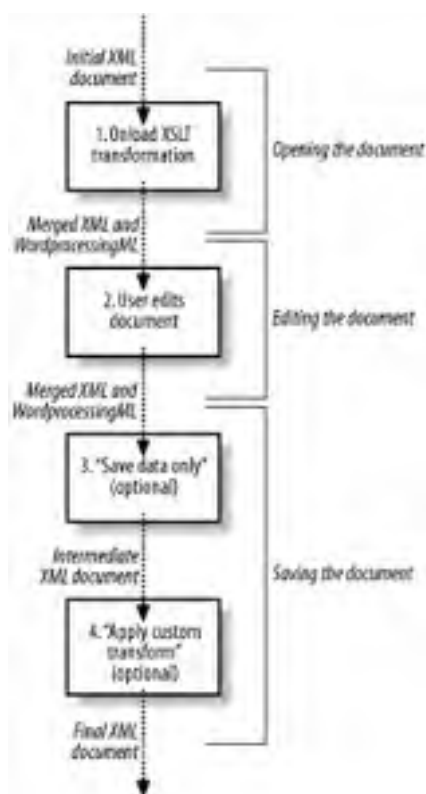 Initial XML
document
1. Onload XSLT
transformation
Opening the document
Merged XML and
WordprocessingML
2. User edits
document
Editing the document
Merged XML and
WordprocessingML
3. "Save data only"
(optional)
Intermediate
XML document
Saving the document
4. "Apply custom
transform"
(optional)
Final XML
document